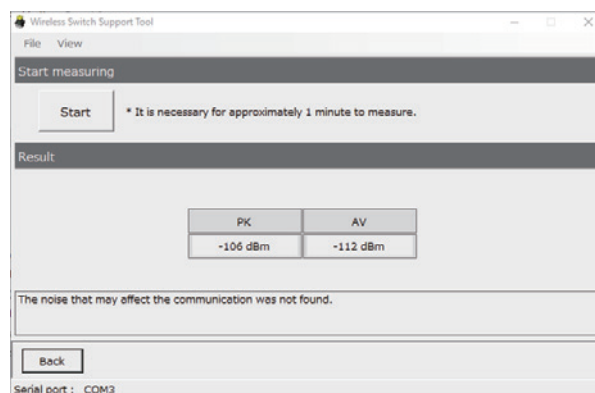 Wireless Switch Support Tool
File View
Start measuring
Start * It is necessary for approximately 1 minute to measure.
Result
PK AV
-106 dBm -112 dBm
The noise that may affect the communication was not found.
Back
Serial port : COM3